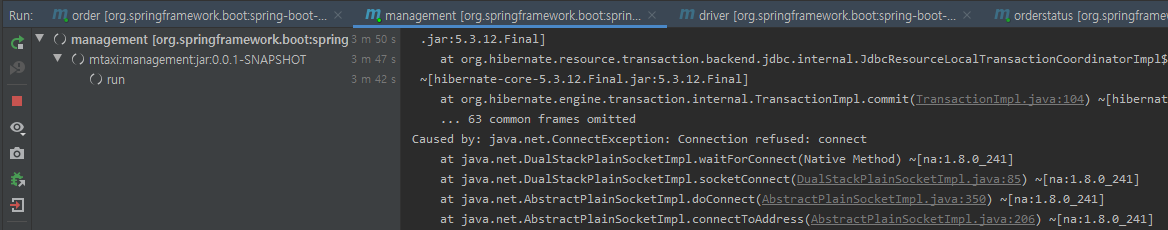 Run: order [org.springframework.boot:spring-boot-... × management [org.springframework.boot:sprin... × driver [org.springframework.boot:spring-boo-... × orderstatus [org.springfram
management [org.springframework.boot:spring 3 m 50 s
mtaxi:management:jar:0.0.1-SNAPSHOT 3 m 47 s
run 3 m 42 s
.jar:5.3.12.Final]
at org.hibernate.resource.transaction.backend.jdbc.internal.JdbcResourceLocalTransactionCoordinatorImpl$
~[hibernate-core-5.3.12.Final.jar:5.3.12.Final]
at org.hibernate.engine.transaction.internal.TransactionImpl.commit(TransactionImpl.java:104) ~[hibernat
... 63 common frames omitted
Caused by: java.net.ConnectException: Connection refused: connect
at java.net.DualStackPlainSocketImpl.waitForConnect(Native Method) ~[na:1.8.0_241]
at java.net.DualStackPlainSocketImpl.socketConnect(DualStackPlainSocketImpl.java:85) ~[na:1.8.0_241]
at java.net.AbstractPlainSocketImpl.doConnect(AbstractPlainSocketImpl.java:350) ~[na:1.8.0_241]
at java.net.AbstractPlainSocketImpl.connectToAddress(AbstractPlainSocketImpl.java:206) ~[na:1.8.0_241]